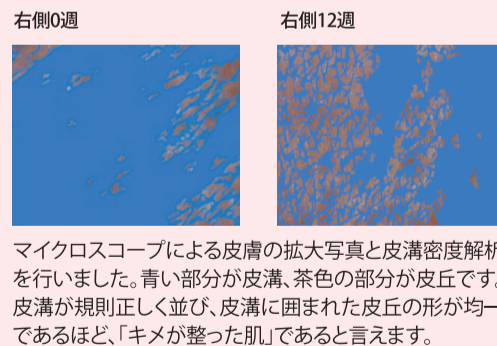 右側0週
右側12週
マイクロスコープによる皮膚の拡大写真と皮溝密度解析
を行いました。青い部分が皮溝、茶色の部分が皮丘です。
皮溝が規則正しく並び、皮溝に囲まれた皮丘の形が均一
であるほど、「キメが整った肌」であると言えます。